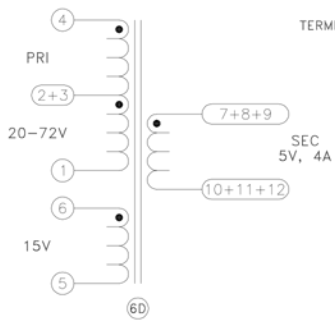 4
TERMI
PRI
2+3
7+8+9
20-72V
SEC
5V, 4A
1
10+11+12
6
15V
5
6D